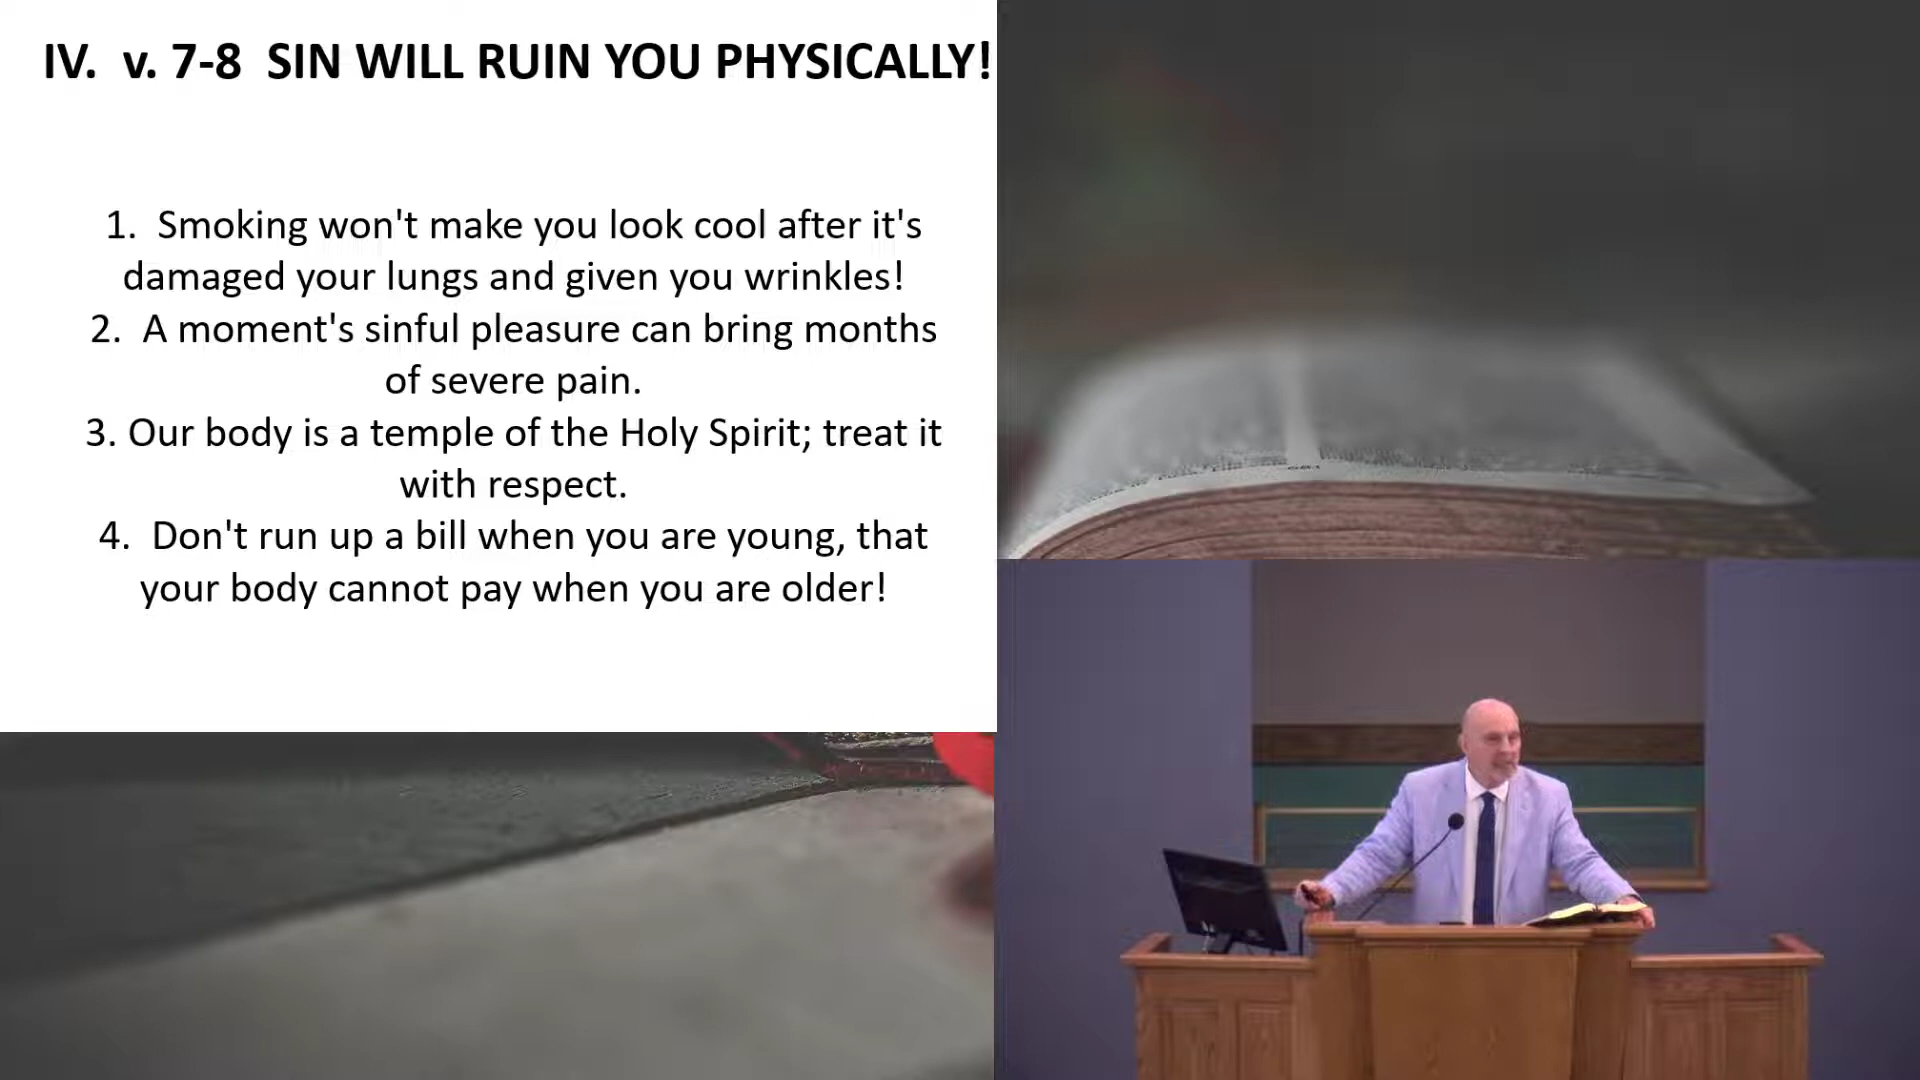 IV.  v. 7-8  SIN WILL RUIN YOU PHYSICALLY!
1.  Smoking won't make you look cool after it's
damaged your lungs and given you wrinkles!
2.  A moment's sinful pleasure can bring months
of severe pain.
3. Our body is a temple of the Holy Spirit; treat it
with respect.
4.  Don't run up a bill when you are young, that
your body cannot pay when you are older!